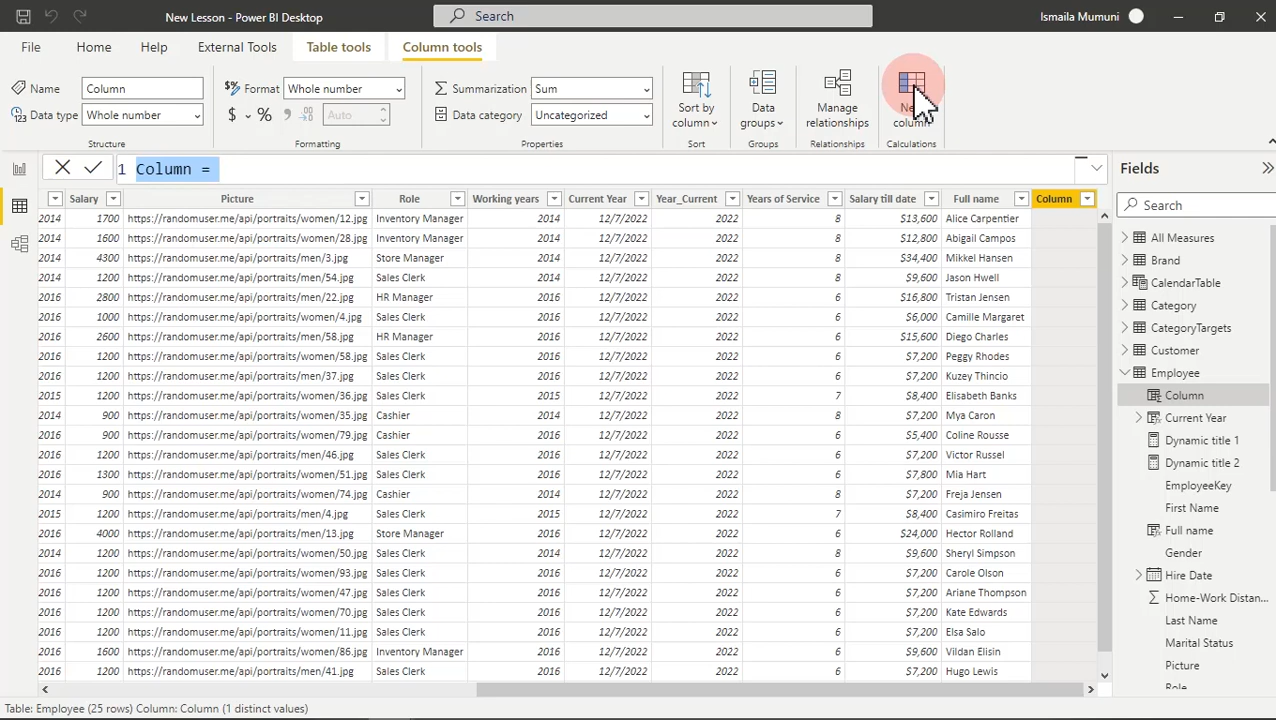 New Lesson - Power BI Desktop
Search
Ismaila Mumuni
File Home Help External Tools Table tools Column tools
Name Column
Data type Whole number
Structure
Format Whole number
$ % Auto
Formatting
Summarization Sum
Data category Uncategorized
Properties
Sort by column
Sort
Data groups
Groups
Manage relationships
Relationships
New column
Calculations
1 Column =
Salary Picture Role Working years Current Year Year_Current Years of Service Salary till date Full name Column
2014 1700 https://randomuser.me/api/portraits/women/12.jpg Inventory Manager 2014 12/7/2022 2022 8 $13,600 Alice Carpentier
2014 1600 https://randomuser.me/api/portraits/women/28.jpg Inventory Manager 2014 12/7/2022 2022 8 $12,800 Abigail Campos
2014 4300 https://randomuser.me/api/portraits/men/3.jpg Store Manager 2014 12/7/2022 2022 8 $34,400 Mikkel Hansen
2014 1200 https://randomuser.me/api/portraits/men/54.jpg Sales Clerk 2014 12/7/2022 2022 8 $9,600 Jason Hwell
2016 2800 https://randomuser.me/api/portraits/men/22.jpg HR Manager 2016 12/7/2022 2022 6 $16,800 Tristan Jensen
2016 1000 https://randomuser.me/api/portraits/women/4.jpg Sales Clerk 2016 12/7/2022 2022 6 $6,000 Camille Margaret
2016 2600 https://randomuser.me/api/portraits/men/58.jpg HR Manager 2016 12/7/2022 2022 6 $15,600 Diego Charles
2016 1200 https://randomuser.me/api/portraits/women/58.jpg Sales Clerk 2016 12/7/2022 2022 6 $7,200 Peggy Rhodes
2016 1200 https://randomuser.me/api/portraits/men/37.jpg Sales Clerk 2016 12/7/2022 2022 6 $7,200 Kuzey Thincio
2015 1200 https://randomuser.me/api/portraits/women/36.jpg Sales Clerk 2015 12/7/2022 2022 7 $8,400 Elisabeth Banks
2014 900 https://randomuser.me/api/portraits/women/35.jpg Cashier 2014 12/7/2022 2022 8 $7,200 Mya Caron
2016 900 https://randomuser.me/api/portraits/women/79.jpg Cashier 2016 12/7/2022 2022 6 $5,400 Coline Rousse
2016 1200 https://randomuser.me/api/portraits/men/46.jpg Sales Clerk 2016 12/7/2022 2022 6 $7,200 Victor Russel
2016 1300 https://randomuser.me/api/portraits/women/51.jpg Sales Clerk 2016 12/7/2022 2022 6 $7,800 Mia Hart
2014 900 https://randomuser.me/api/portraits/women/74.jpg Cashier 2014 12/7/2022 2022 8 $7,200 Freja Jensen
2015 1200 https://randomuser.me/api/portraits/men/4.jpg Sales Clerk 2015 12/7/2022 2022 7 $8,400 Casimiro Freitas
2016 4000 https://randomuser.me/api/portraits/men/13.jpg Store Manager 2016 12/7/2022 2022 6 $24,000 Hector Rolland
2014 1200 https://randomuser.me/api/portraits/women/50.jpg Sales Clerk 2014 12/7/2022 2022 8 $9,600 Sheryl Simpson
2016 1200 https://randomuser.me/api/portraits/women/93.jpg Sales Clerk 2016 12/7/2022 2022 6 $7,200 Carole Olson
2016 1200 https://randomuser.me/api/portraits/women/47.jpg Sales Clerk 2016 12/7/2022 2022 6 $7,200 Ariane Thompson
2016 1200 https://randomuser.me/api/portraits/women/70.jpg Sales Clerk 2016 12/7/2022 2022 6 $7,200 Kate Edwards
2016 1200 https://randomuser.me/api/portraits/women/11.jpg Sales Clerk 2016 12/7/2022 2022 6 $7,200 Elsa Salo
2016 1600 https://randomuser.me/api/portraits/women/86.jpg Inventory Manager 2016 12/7/2022 2022 6 $9,600 Vildan Elisin
2016 1200 https://randomuser.me/api/portraits/men/41.jpg Sales Clerk 2016 12/7/2022 2022 6 $7,200 Hugo Lewis
Fields
Search
All Measures
Brand
CalendarTable
Category
CategoryTargets
Customer
Employee
Column
Current Year
Dynamic title 1
Dynamic title 2
EmployeeKey
First Name
Full name
Gender
Hire Date
Home-Work Distan...
Last Name
Marital Status
Picture
Role
Table: Employee (25 rows) Column: Column (1 distinct values)